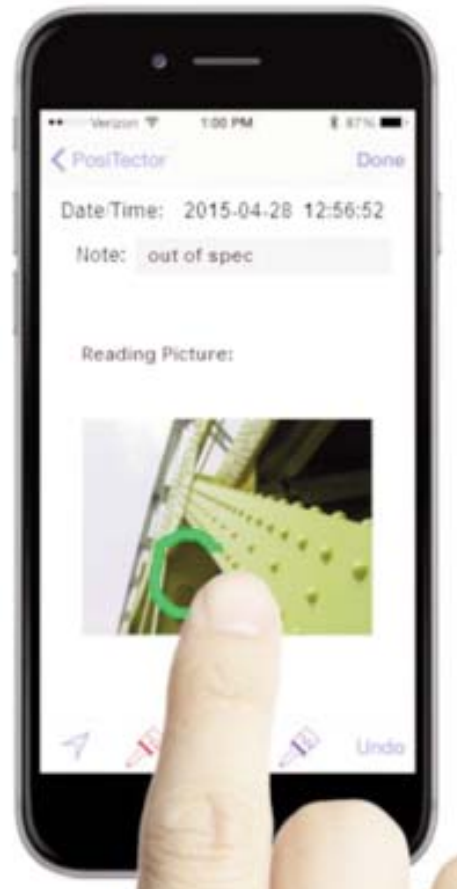 Verizon 1:00 PM 87%
PosiTector Done
Date/Time: 2015-04-28 12:56:52
Note: out of spec
Reading Picture:
Undo